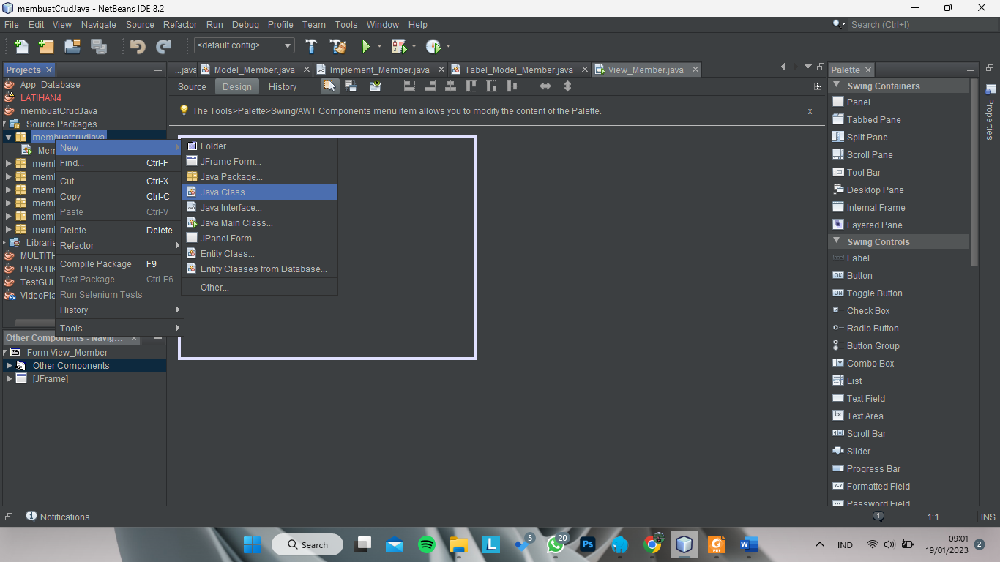 membuatCrudJava - NetBeans IDE 8.2
File Edit View Navigate Source Refactor Run Debug Profile Team Tools Window Help
Search (Ctrl+I)
<default config>
Projects
...java Model_Member.java Implement_Member.java Tabel_Model_Member.java View_Member.java
Palette
App_Database
LATIHAN4
membuatCrudJava
Source Packages
membuatcrudjava
Mem
mem
mem
mem
mem
mem
mem
Librarie
MULTITH
PRAKTIK
TestGUI
VideoPla
Source Design History
The Tools>Palette>Swing/AWT Components menu item allows you to modify the content of the Palette.
x
New
Find... Ctrl-F
Cut Ctrl-X
Copy Ctrl-C
Paste Ctrl-V
Delete Delete
Refactor
Compile Package F9
Test Package Ctrl-F6
Run Selenium Tests
History
Tools
Folder...
JFrame Form...
Java Package...
Java Class...
Java Interface...
Java Main Class...
JPanel Form...
Entity Class...
Entity Classes from Database...
Other...
Other Components - Navig...
Form View_Member
Other Components
[JFrame]
Swing Containers
Panel
Tabbed Pane
Split Pane
Scroll Pane
Tool Bar
Desktop Pane
Internal Frame
Layered Pane
Swing Controls
Label
Button
Toggle Button
Check Box
Radio Button
Button Group
Combo Box
List
Text Field
Text Area
Scroll Bar
Slider
Progress Bar
Formatted Field
Password Field
Properties
Notifications
1
1:1
INS
Search
5
20
Ps
L
PDF
W
IND
09:01
19/01/2023
2